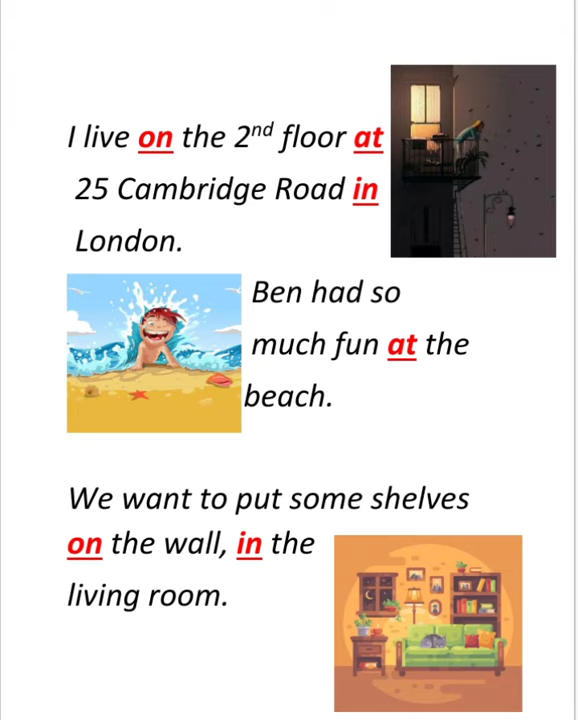 I live on the 2nd floor at
25 Cambridge Road in
London.
Ben had so
much fun at the
beach.
We want to put some shelves
on the wall, in the
living room.